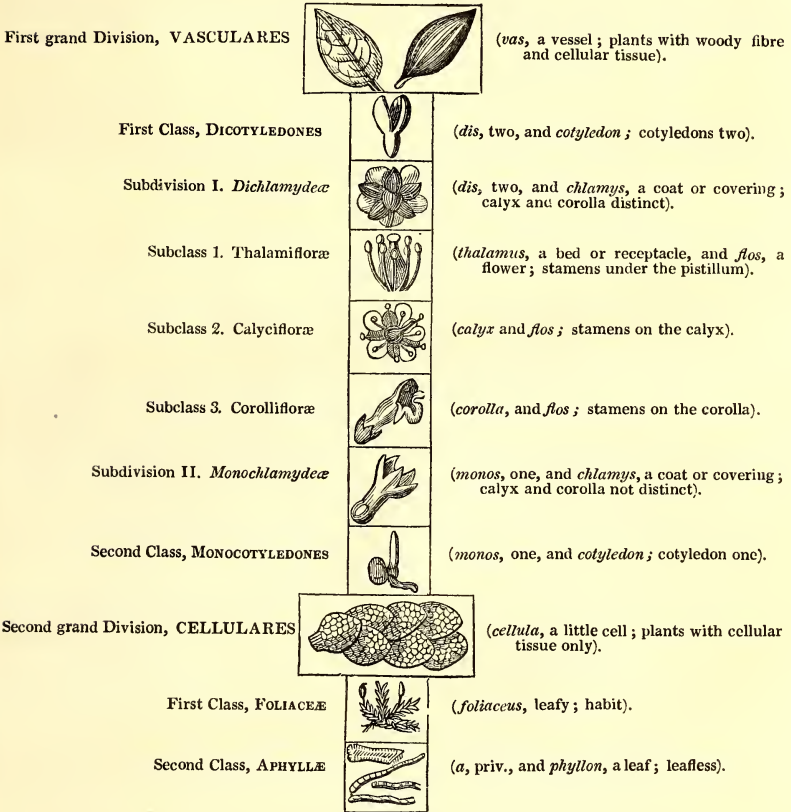 First grand Division, VASCULARES (vas, a vessel ; plants with woody fibre
and cellular tissue).
First Class, DICOTYLEDONES (dis, two, and cotyledon ; cotyledons two).
Subdivision I. Dichlamydeæ (dis, two, and chlamys, a coat or covering ;
calyx and corolla distinct).
Subclass 1. Thalamifloræ (thalamus, a bed or receptacle, and flos, a
flower ; stamens under the pistillum).
Subclass 2. Calycifloræ (calyx and flos ; stamens on the calyx).
Subclass 3. Corollifloræ (corolla, and flos ; stamens on the corolla).
Subdivision II. Monochlamydeæ (monos, one, and chlamys, a coat or covering ;
calyx and corolla not distinct).
Second Class, MONOCOTYLEDONES (monos, one, and cotyledon ; cotyledon one).
Second grand Division, CELLULARES (cellula, a little cell ; plants with cellular
tissue only).
First Class, FOLIACEÆ (foliaceus, leafy ; habit).
Second Class, APHYLLÆ (a, priv., and phyllon, a leaf ; leafless).